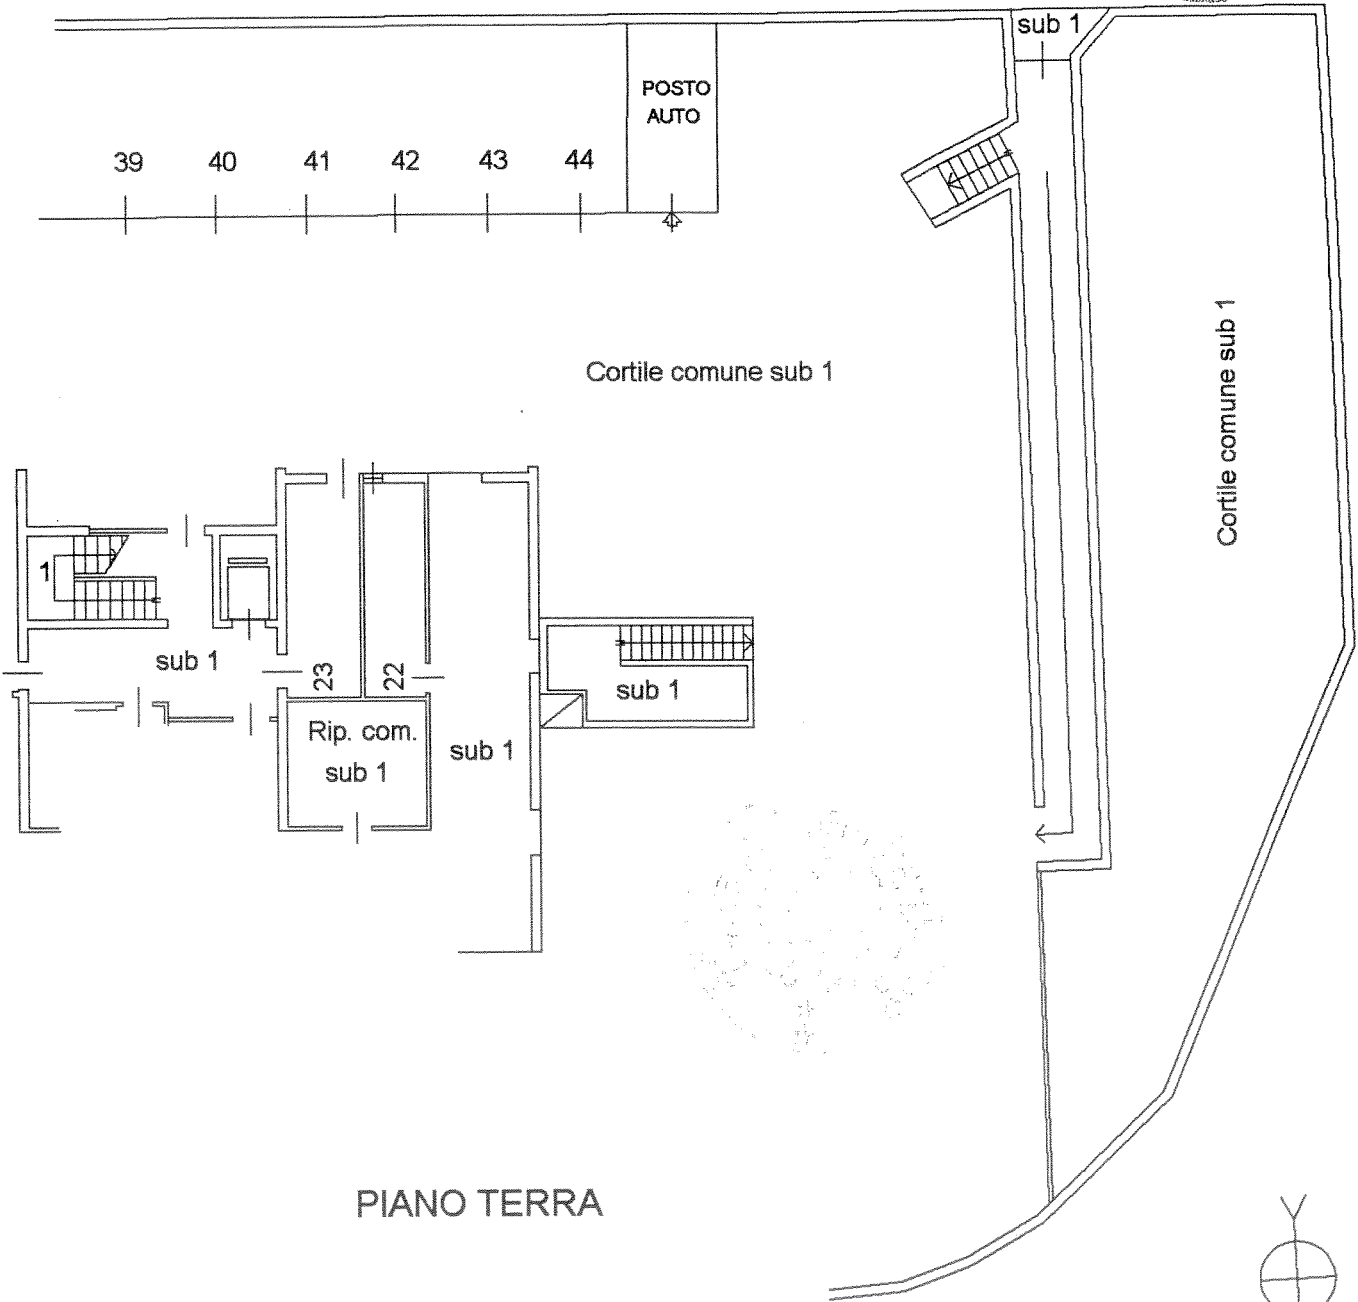 sub 1
POSTO
AUTO
39 40 41 42 43 44
Cortile comune sub 1
Cortile comune sub 1
1
sub 1
23
22
sub 1
Rip. com.
sub 1
sub 1
PIANO TERRA